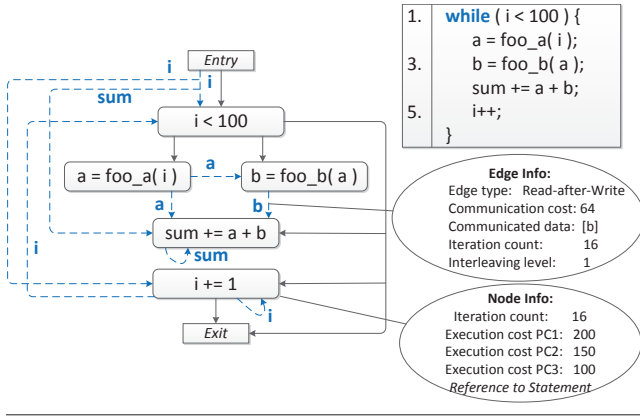 Entry
i
i
sum
i < 100
a = foo_a( i )
a
b = foo_b( a )
a
b
sum += a + b
sum
i
i += 1
i
Exit
1. while ( i < 100 ) {
a = foo_a( i );
3. b = foo_b( a );
sum += a + b;
5. i++;
}
Edge Info:
Edge type: Read-after-Write
Communication cost: 64
Communicated data: [b]
Iteration count: 16
Interleaving level: 1
Node Info:
Iteration count: 16
Execution cost PC1: 200
Execution cost PC2: 150
Execution cost PC3: 100
Reference to Statement